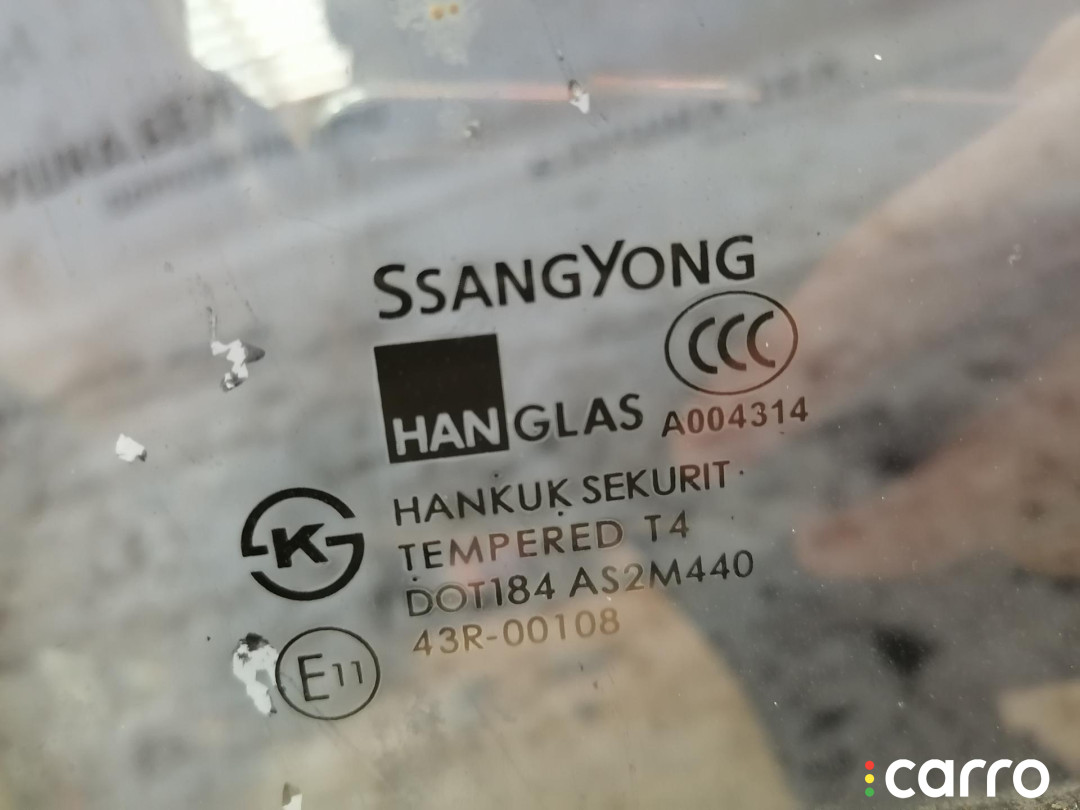 SSANGYONG
CCC
HANGLAS A004314
HANKUK SEKURIT
K TEMPERED T4
DOT184 AS2M440
43R-00108
E11
carro